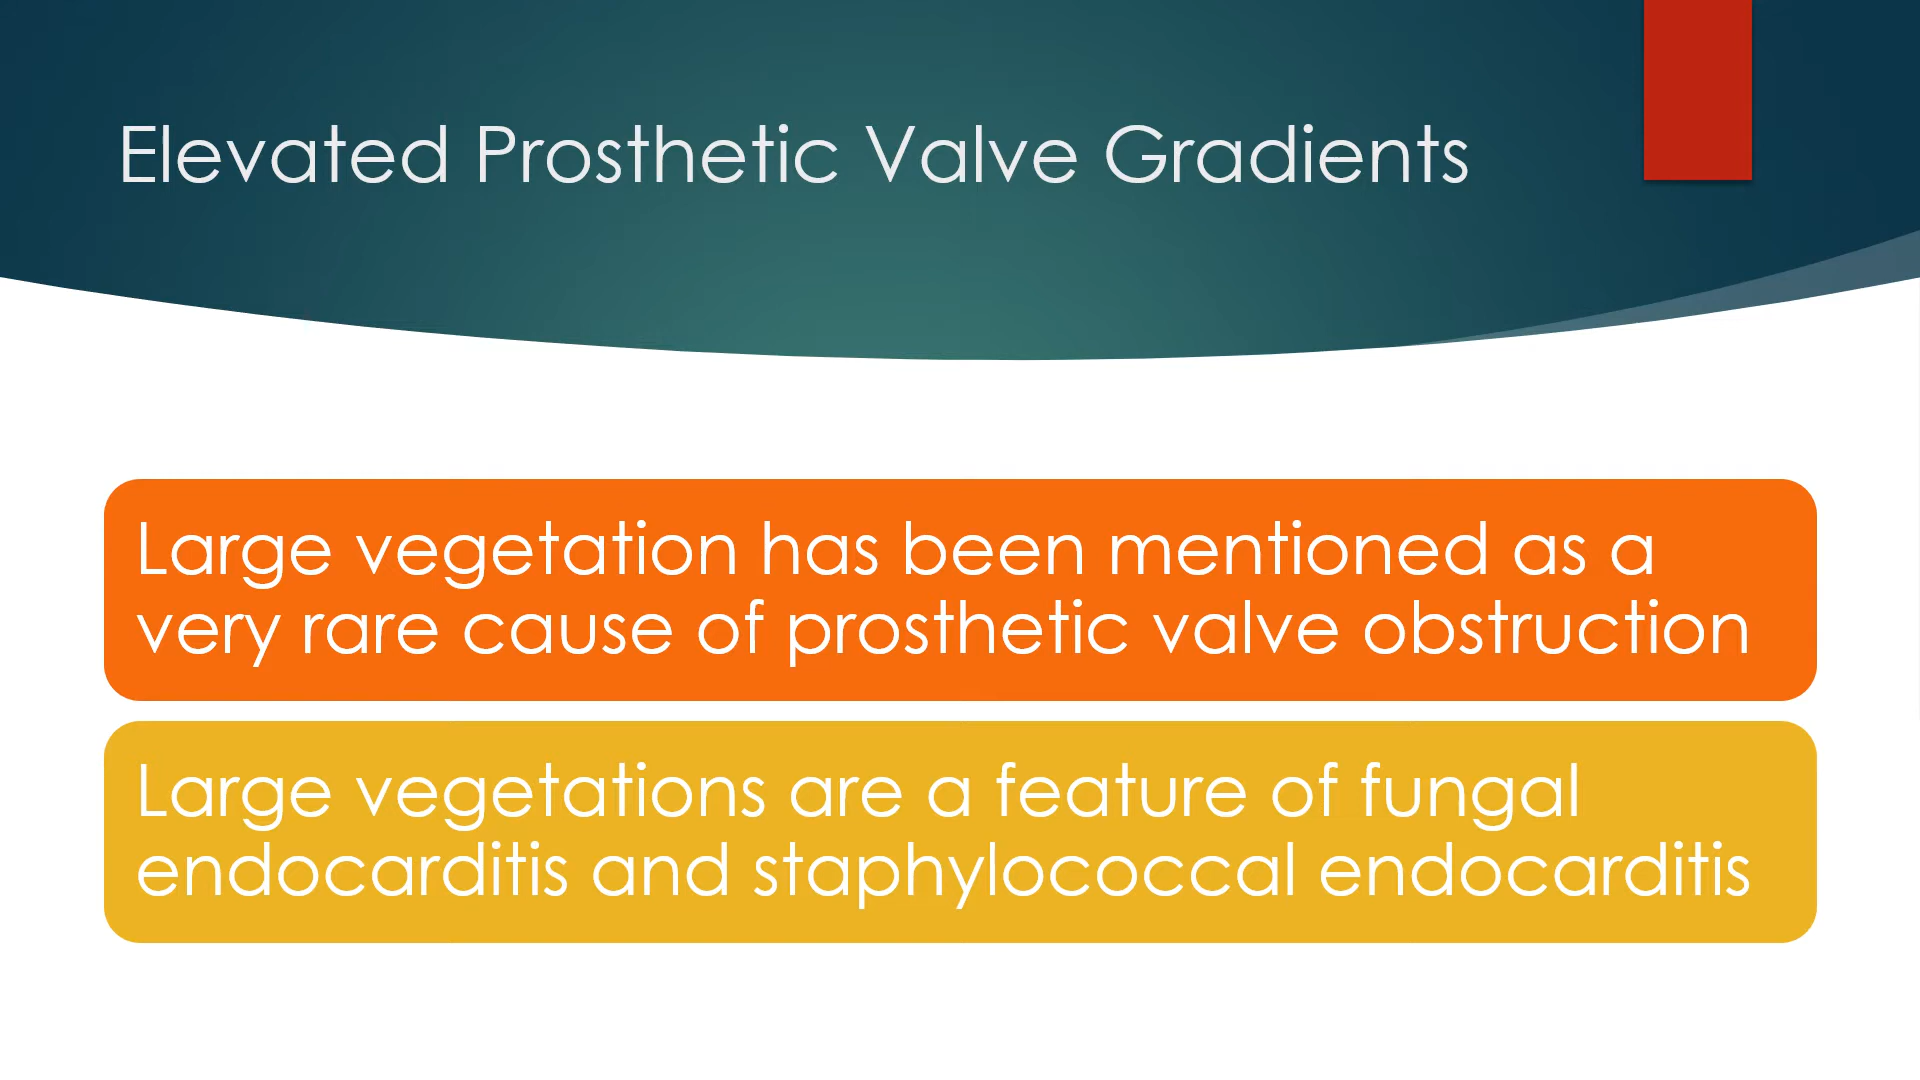 Elevated Prosthetic Valve Gradients
Large vegetation has been mentioned as a
very rare cause of prosthetic valve obstruction
Large vegetations are a feature of fungal
endocarditis and staphylococcal endocarditis